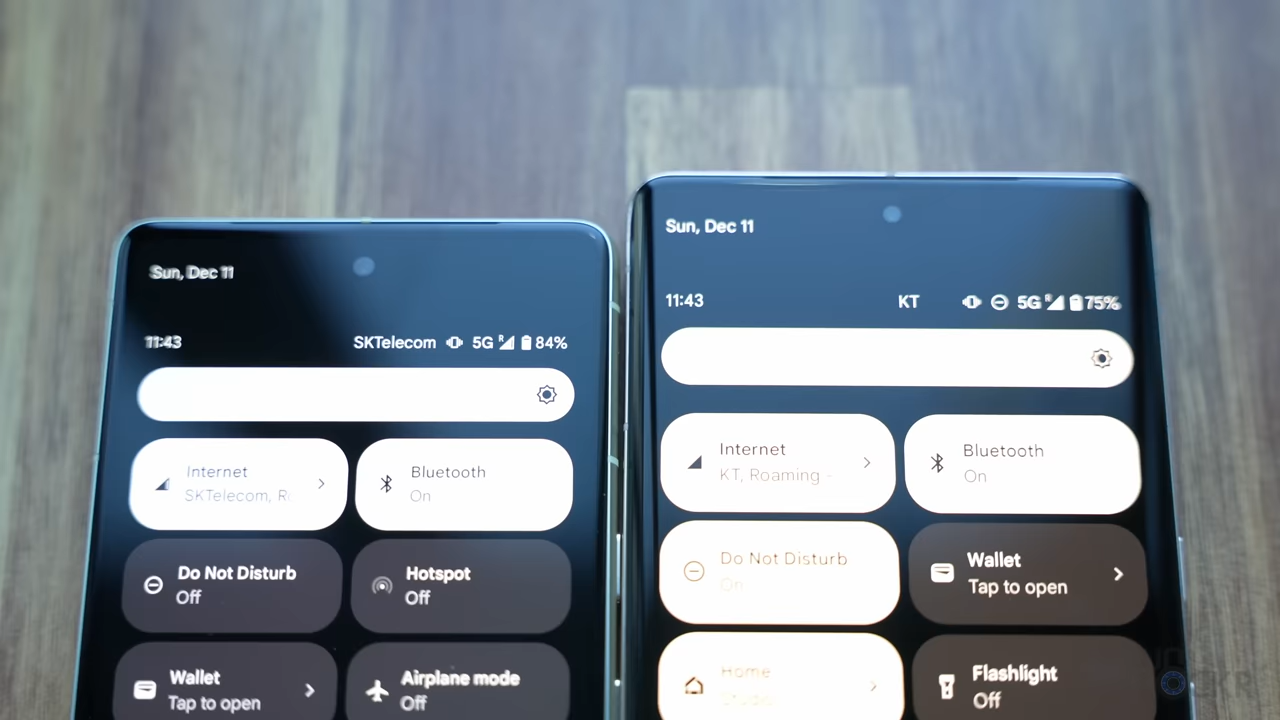 Sun, Dec 11
11:43 SKTelecom 5G R 84%
Internet
SKTelecom, R
Bluetooth
On
Do Not Disturb
Off
Hotspot
Off
Wallet
Tap to open
Airplane mode
Off
Sun, Dec 11
11:43 KT 5G R 75%
Internet
KT, Roaming -
Bluetooth
On
Do Not Disturb
On
Wallet
Tap to open
Home
Studio
Flashlight
Off